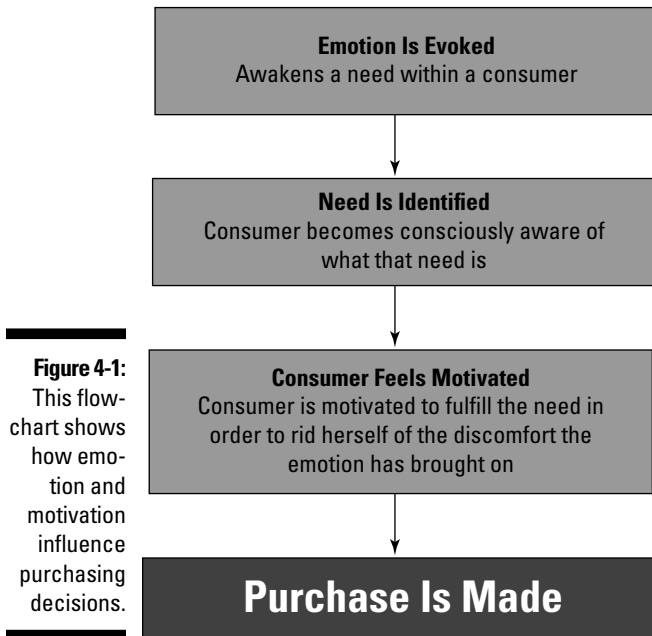 Emotion Is Evoked
Awakens a need within a consumer
Need Is Identified
Consumer becomes consciously aware of
what that need is
Consumer Feels Motivated
Consumer is motivated to fulfill the need in
order to rid herself of the discomfort the
emotion has brought on
Purchase Is Made
Figure 4-1:
This flow-
chart shows
how emo-
tion and
motivation
influence
purchasing
decisions.